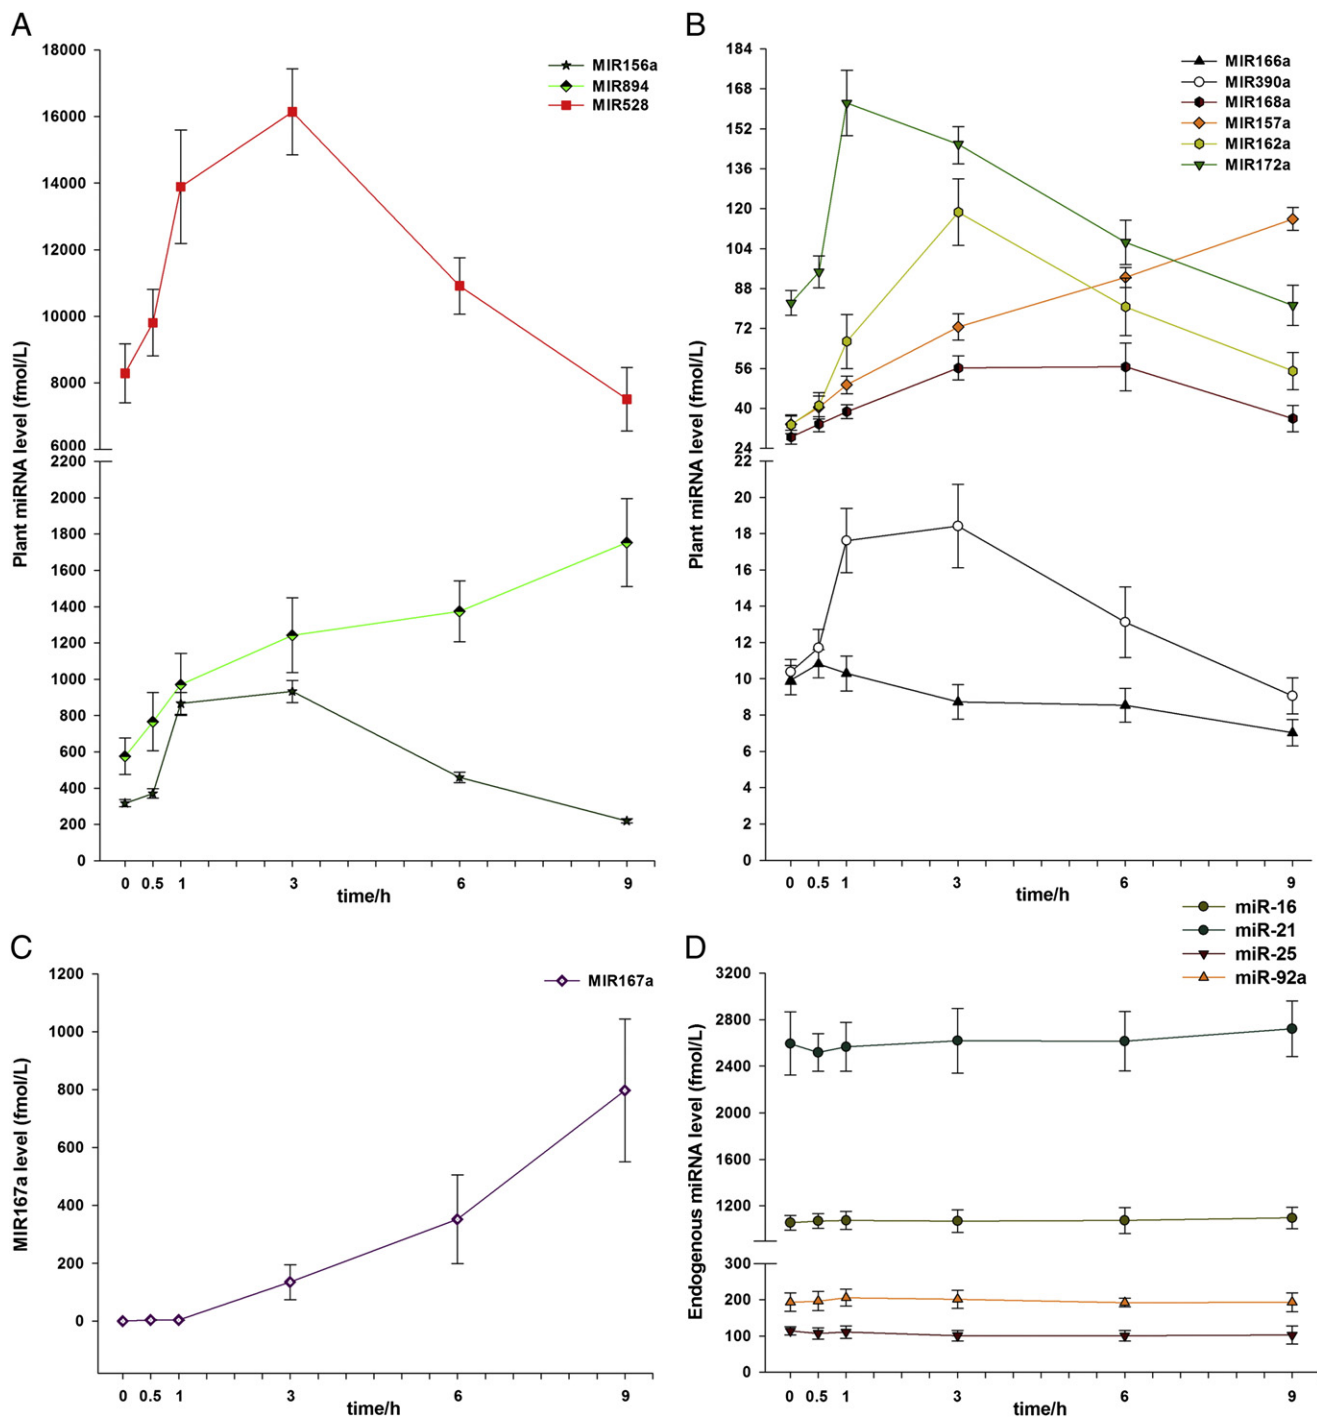 A
18000
16000
14000
12000
10000
8000
6000
2200
2000
1800
1600
1400
1200
1000
800
600
400
200
0
Plant miRNA level (fmol/L)
MIR156a
MIR894
MIR528
0 0.5 1 3 6 9
time/h
B
184
168
152
136
120
104
88
72
56
40
24
22
20
18
16
14
12
10
8
6
4
2
0
Plant miRNA level (fmol/L)
MIR166a
MIR390a
MIR168a
MIR157a
MIR162a
MIR172a
0 0.5 1 3 6 9
time/h
C
1200
1000
800
600
400
200
0
MIR167a level (fmol/L)
MIR167a
0 0.5 1 3 6 9
time/h
D
miR-16
miR-21
miR-25
miR-92a
3200
2800
2400
2000
1600
1200
300
200
100
0
Endogenous miRNA level (fmol/L)
0 0.5 1 3 6 9
time/h